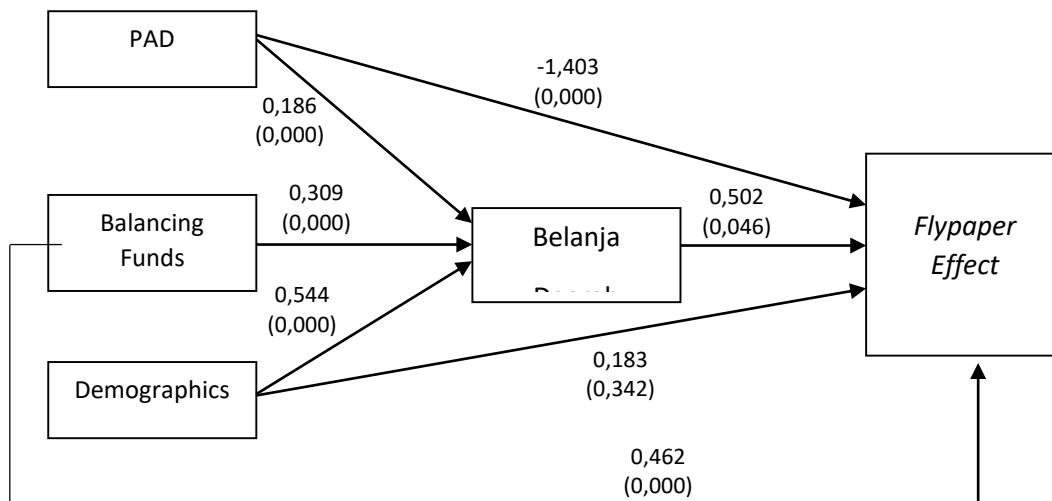 PAD
-1,403
(0,000)
0,186
(0,000)
Balancing
Funds
0,309
(0,000)
Belanja
0,502
(0,046)
Flypaper
Effect
0,544
(0,000)
Demographics
0,183
(0,342)
0,462
(0,000)